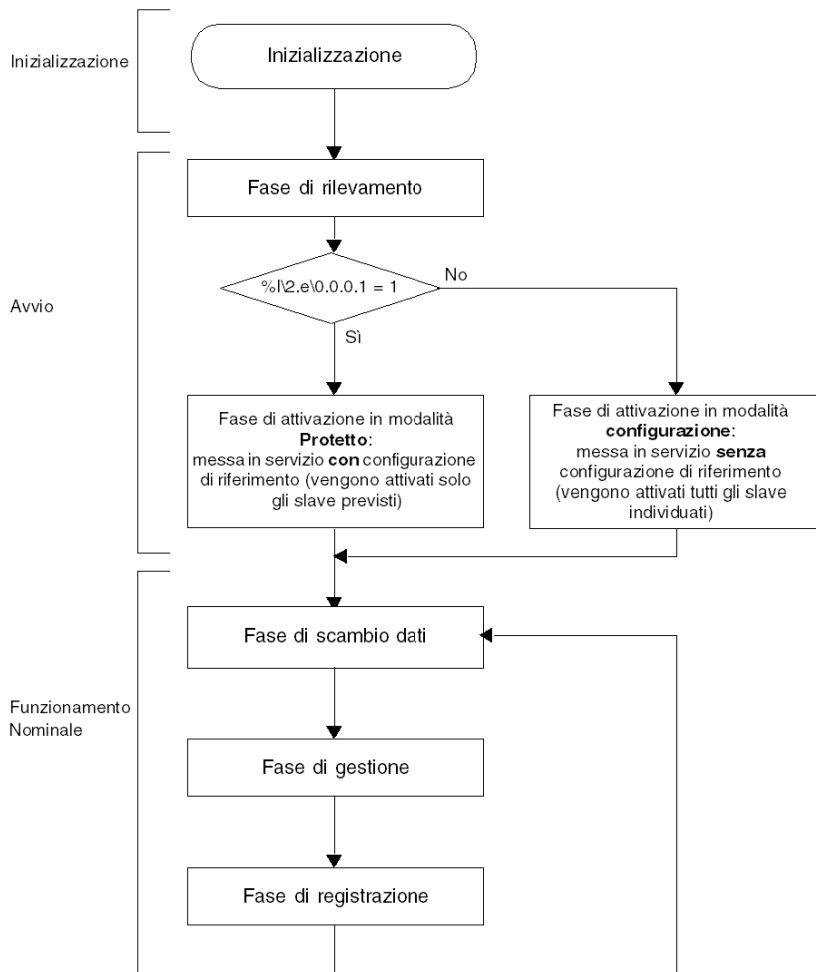 Inizializzazione
Inizializzazione
Fase di rilevamento
%I\2.e\0.0.0.1 = 1
No
Sì
Avvio
Fase di attivazione in modalità
Protetto:
messa in servizio con configurazione
di riferimento (vengono attivati solo
gli slave previsti)
Fase di attivazione in modalità
configurazione:
messa in servizio senza
configurazione di riferimento
(vengono attivati tutti gli slave
individuati)
Fase di scambio dati
Funzionamento
Nominale
Fase di gestione
Fase di registrazione